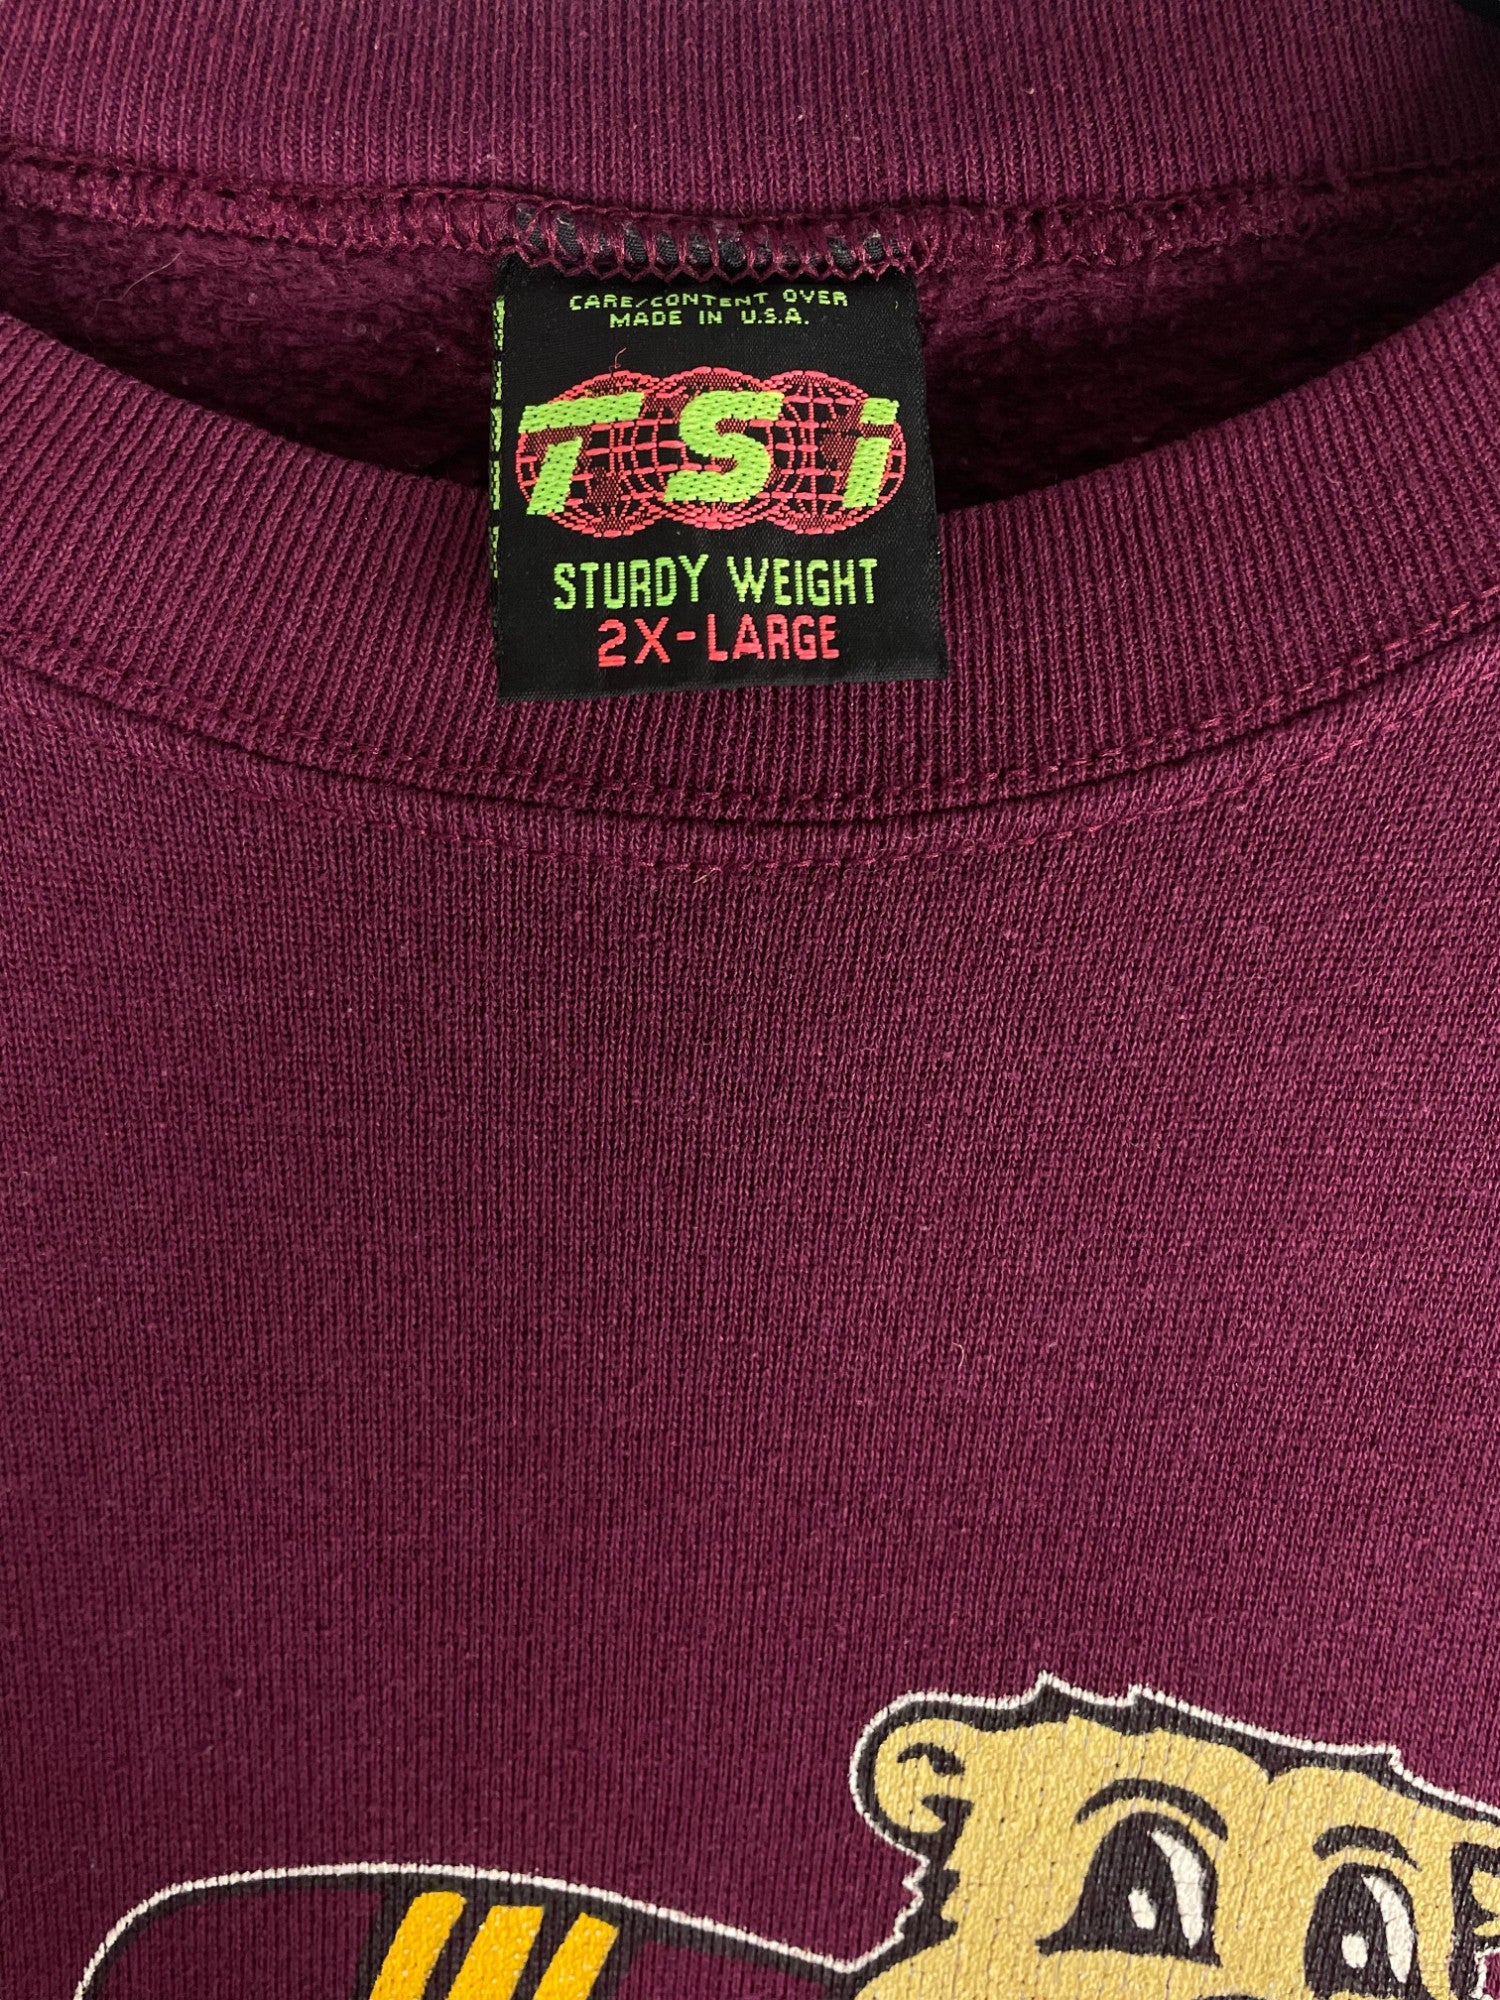 CARE/CONTENT OVER
MADE IN U.S.A.
TSi
STURDY WEIGHT
2X-LARGE